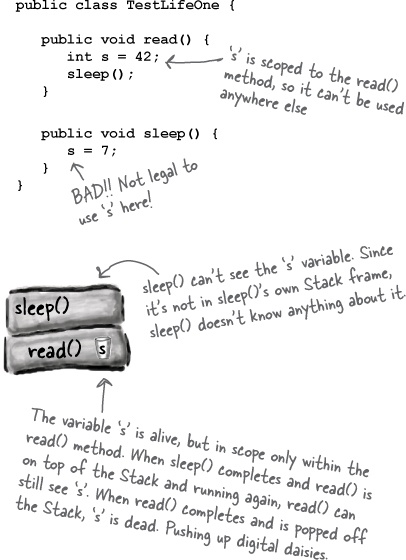 public class TestLifeOne {
public void read() {
int s = 42;
sleep();
}
's' is scoped to the read()
method, so it can't be used
anywhere else
public void sleep() {
s = 7;
}
}
BAD!! Not legal to
use 's' here!
sleep() can't see the 's' variable. Since
it's not in sleep()'s own Stack frame,
sleep() doesn't know anything about it.
sleep()
read() s
The variable 's' is alive, but in scope only within the
read() method. When sleep() completes and read() is
on top of the Stack and running again, read() can
still see 's'. When read() completes and is popped off
the Stack, 's' is dead. Pushing up digital daisies.